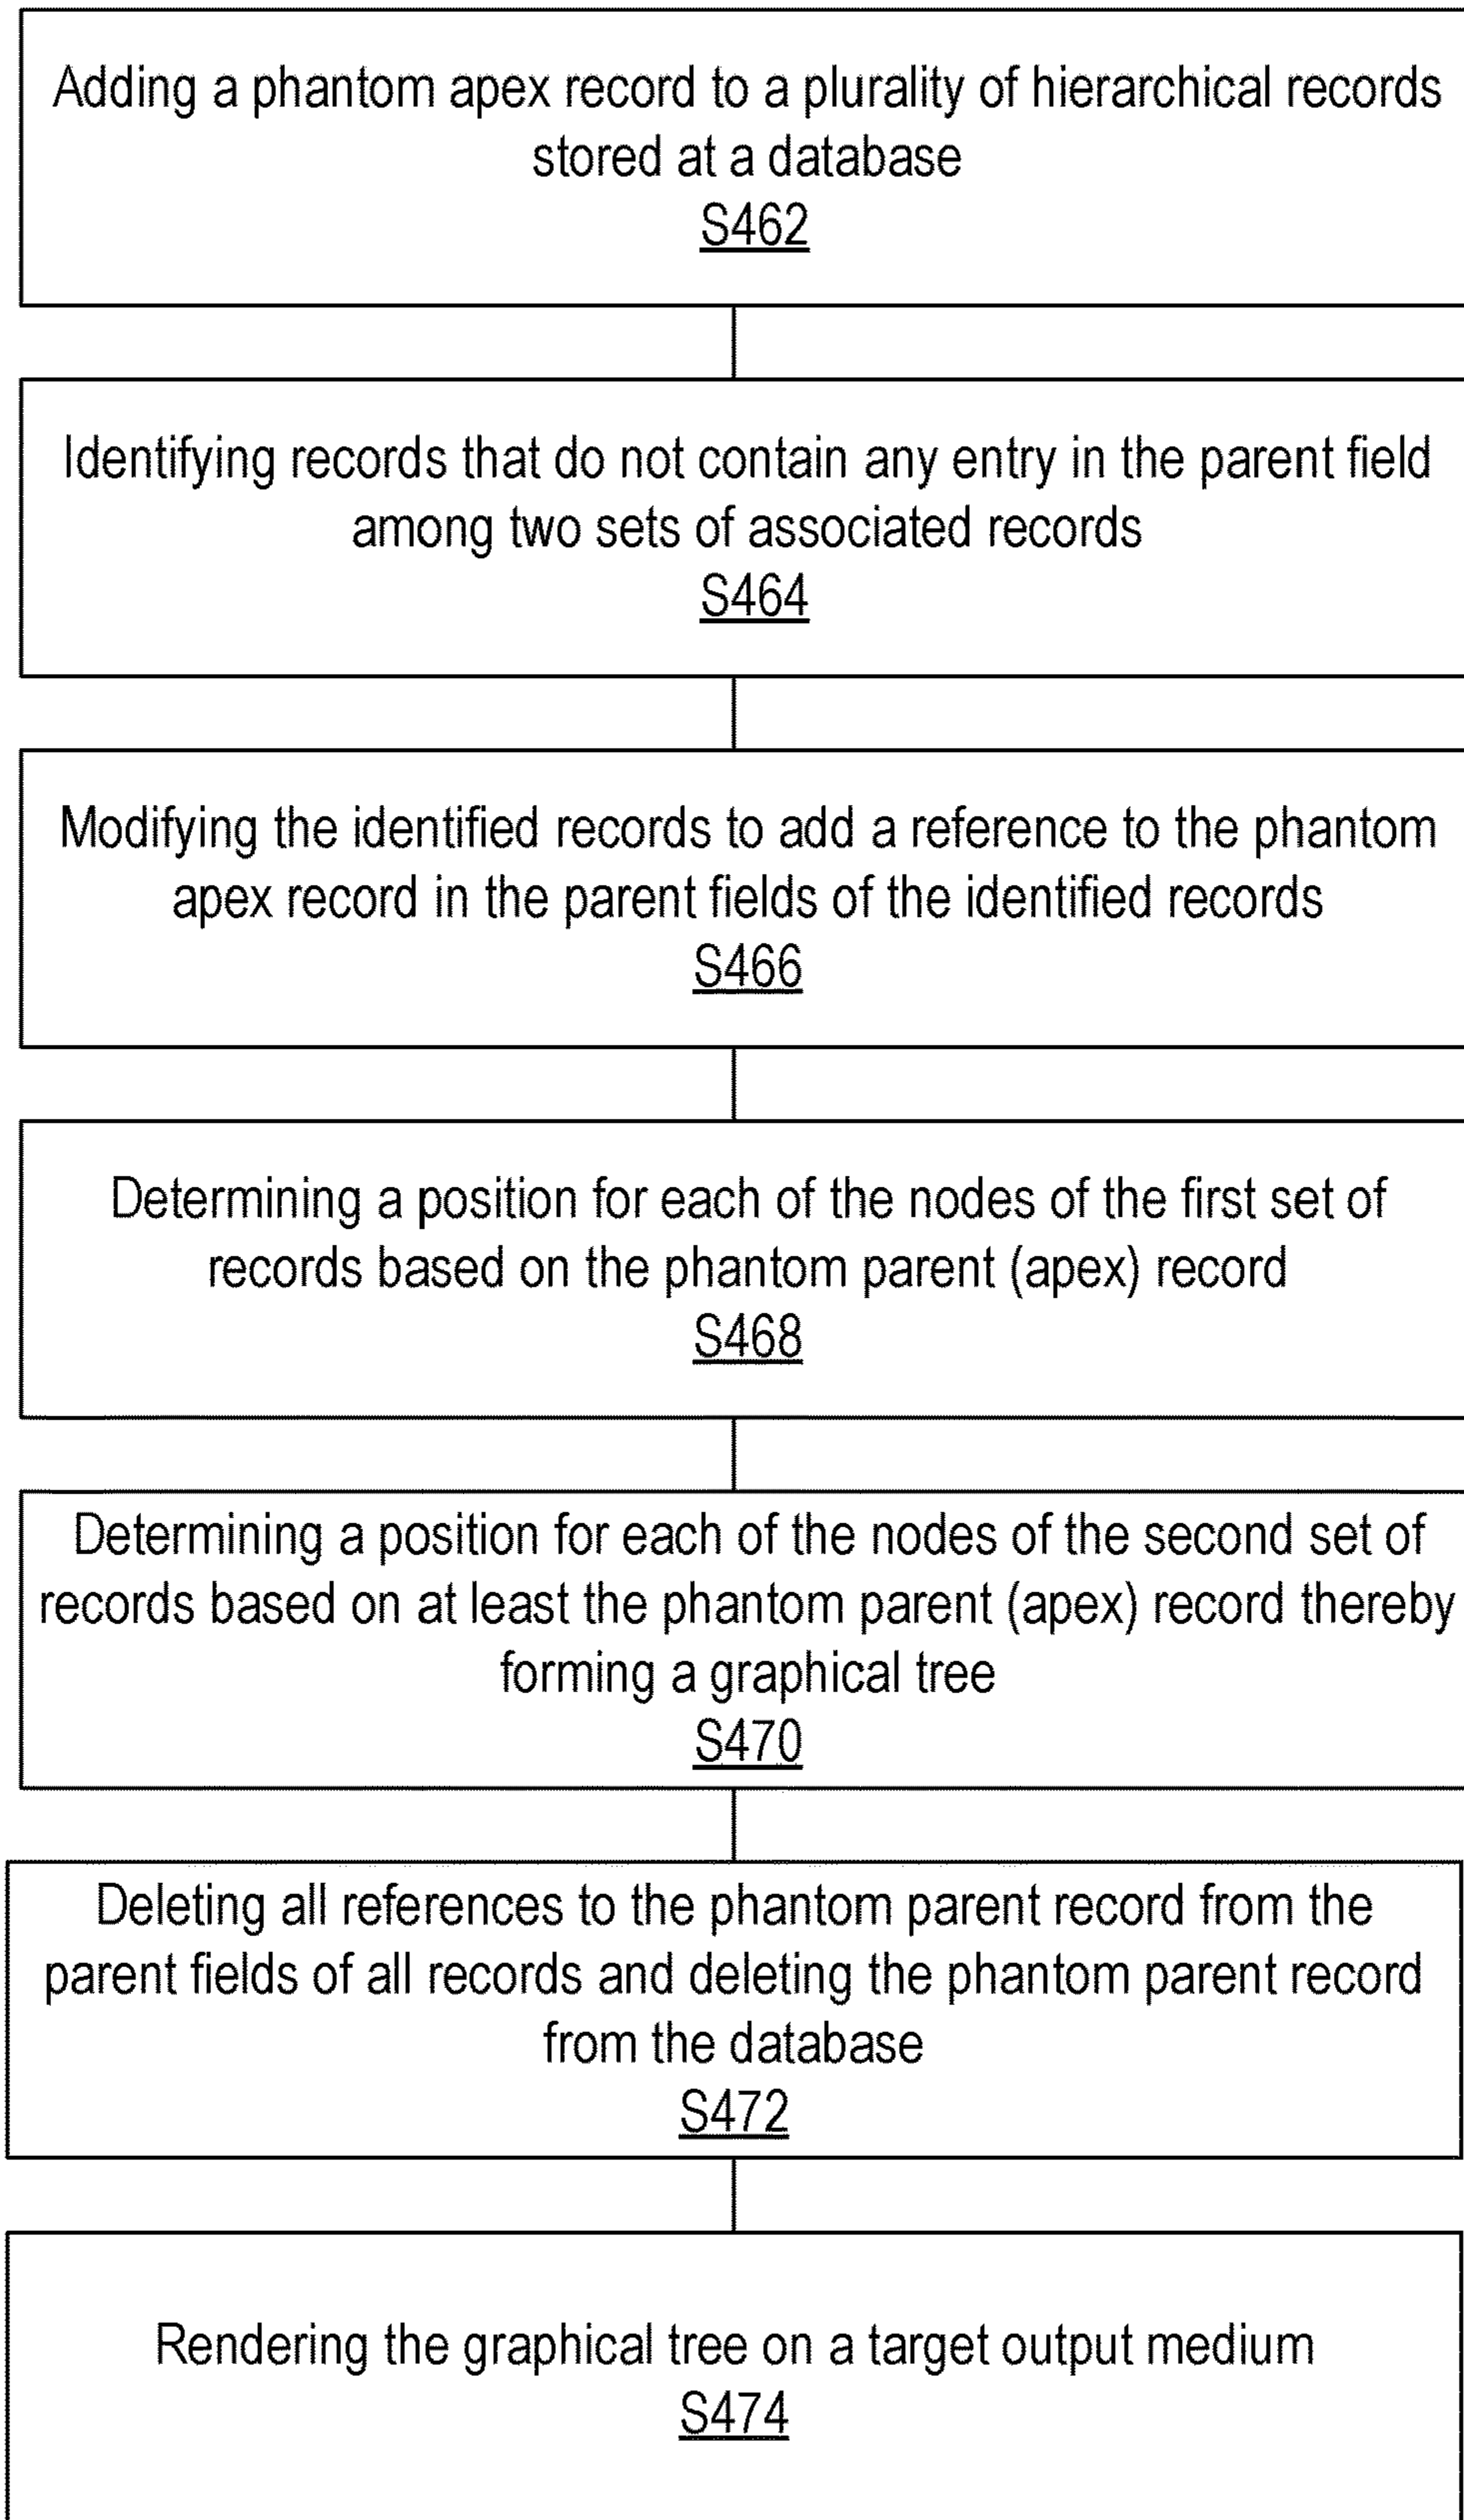 Adding a phantom apex record to a plurality of hierarchical records
stored at a database
S462
Identifying records that do not contain any entry in the parent field
among two sets of associated records
S464
Modifying the identified records to add a reference to the phantom
apex record in the parent fields of the identified records
S466
Determining a position for each of the nodes of the first set of
records based on the phantom parent (apex) record
S468
Determining a position for each of the nodes of the second set of
records based on at least the phantom parent (apex) record thereby
forming a graphical tree
S470
Deleting all references to the phantom parent record from the
parent fields of all records and deleting the phantom parent record
from the database
S472
Rendering the graphical tree on a target output medium
S474